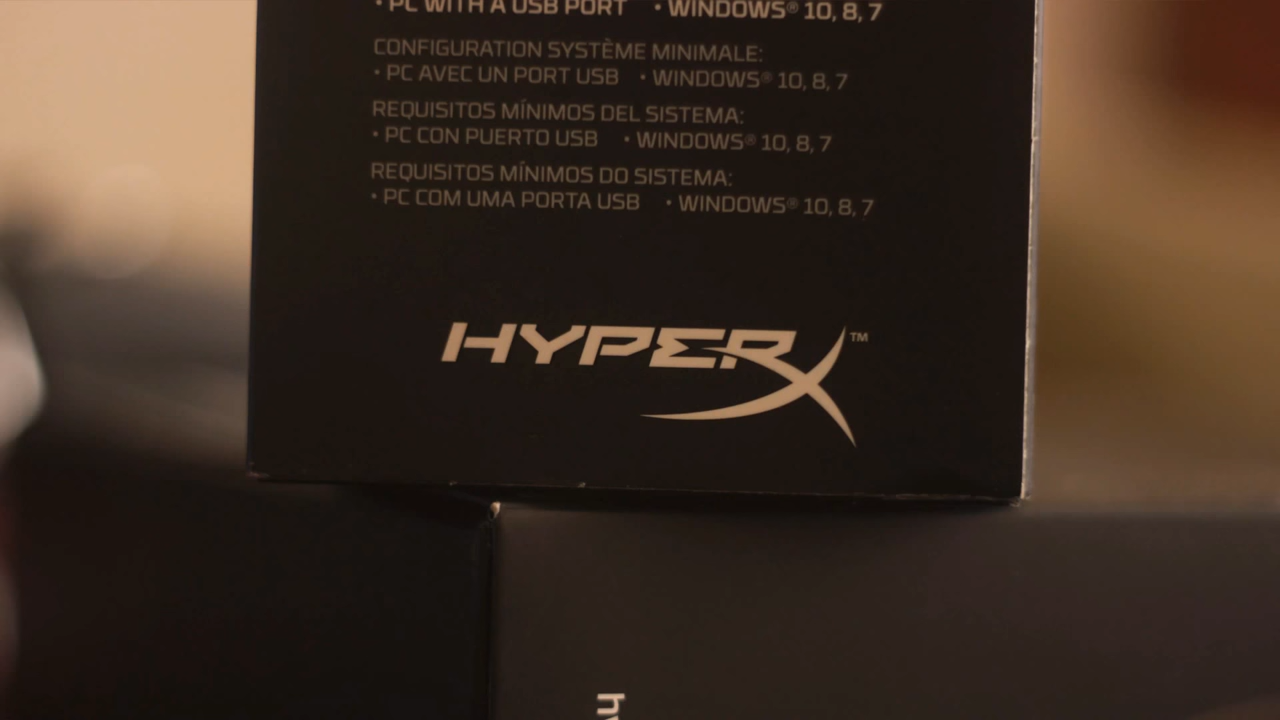 • PC WITH A USB PORT • WINDOWS® 10, 8, 7
CONFIGURATION SYSTÈME MINIMALE:
• PC AVEC UN PORT USB • WINDOWS® 10, 8, 7
REQUISITOS MÍNIMOS DEL SISTEMA:
• PC CON PUERTO USB • WINDOWS® 10, 8, 7
REQUISITOS MÍNIMOS DO SISTEMA:
• PC COM UMA PORTA USB • WINDOWS® 10, 8, 7
HYPERX™